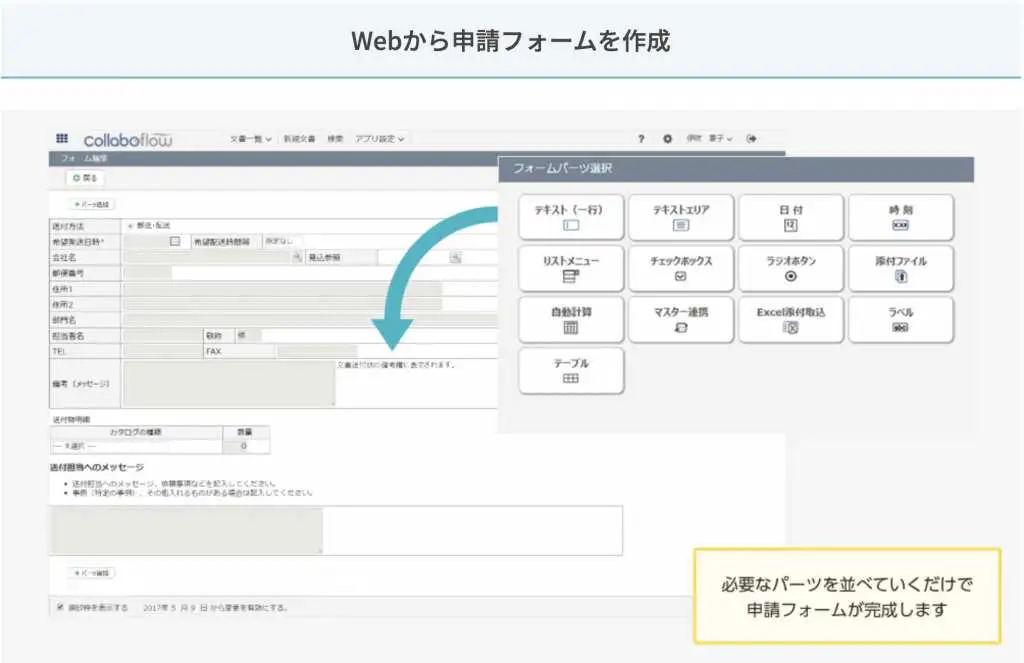 Webから申請フォームを作成
collaboflow
文書一覧 新規文書 検索 アプリ設定 ?
フォーム編集
戻る
+パーツ追加
送付方法 郵送・配送
希望発送日時* 希望配送時間等 指定なし
会社名 見込参照
郵便番号
住所1
住所2
部門名
担当者名 敬称 様
TEL FAX
備考（メッセージ） 文書送付状の備考欄に表示されます。
送付物明細
カタログの種類 数量
--- 未選択 --- 0
送付担当へのメッセージ
• 送付担当へのメッセージ、依頼事項などを記入してください。
• 事例（特定の事例）、その他入れるものがある場合は記入してください。
+パーツ追加
捺印枠を表示する 2017年 5 月 9 日 から変更を有効にする。
フォームパーツ選択
テキスト（一行） テキストエリア 日付 時刻
リストメニュー チェックボックス ラジオボタン 添付ファイル
自動計算 マスター連携 Excel添付取込 ラベル
テーブル
必要なパーツを並べていくだけで
申請フォームが完成します